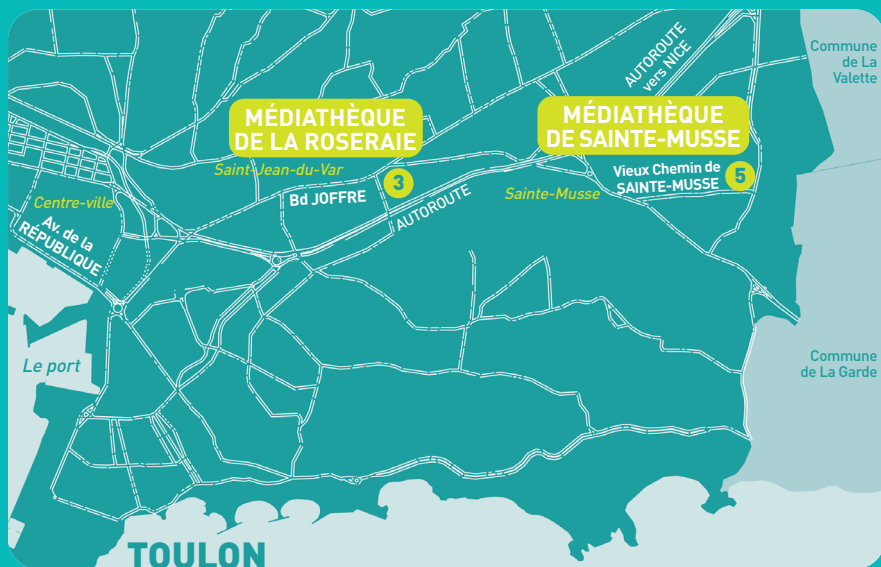 Commune
de La
Valette
AUTOROUTE
vers NICE
MÉDIATHÈQUE
DE LA ROSERAIE
MÉDIATHÈQUE
DE SAINTE-MUSSE
Saint-Jean-du-Var
3
Bd JOFFRE
AUTOROUTE
Sainte-Musse
Vieux Chemin de
SAINTE-MUSSE
5
Centre-ville
Av. de la
RÉPUBLIQUE
Le port
Commune
de La Garde
TOULON